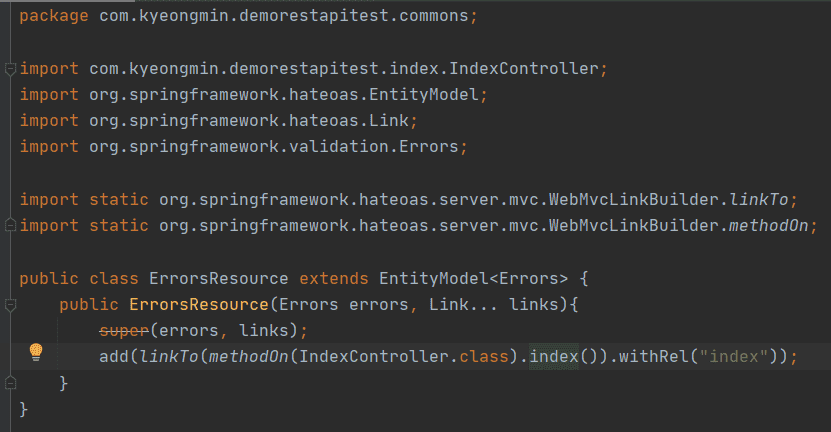 package com.kyeongmin.demorestapitest.commons;
import com.kyeongmin.demorestapitest.index.IndexController;
import org.springframework.hateoas.EntityModel;
import org.springframework.hateoas.Link;
import org.springframework.validation.Errors;
import static org.springframework.hateoas.server.mvc.WebMvcLinkBuilder.linkTo;
import static org.springframework.hateoas.server.mvc.WebMvcLinkBuilder.methodOn;
public class ErrorsResource extends EntityModel<Errors> {
    public ErrorsResource(Errors errors, Link... links){
        super(errors, links);
        add(linkTo(methodOn(IndexController.class).index()).withRel("index"));
    }
}